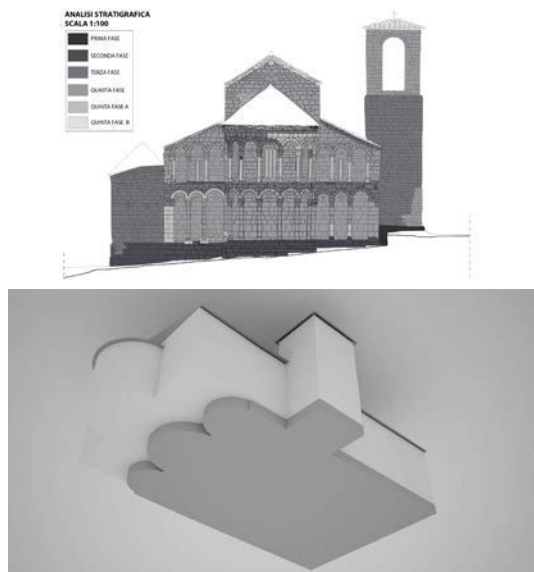 ANALISI STRATIGRAFICA
SCALA 1:100
PRIMA FASE
SECONDA FASE
TERZA FASE
QUARTA FASE
QUINTA FASE A
QUINTA FASE B